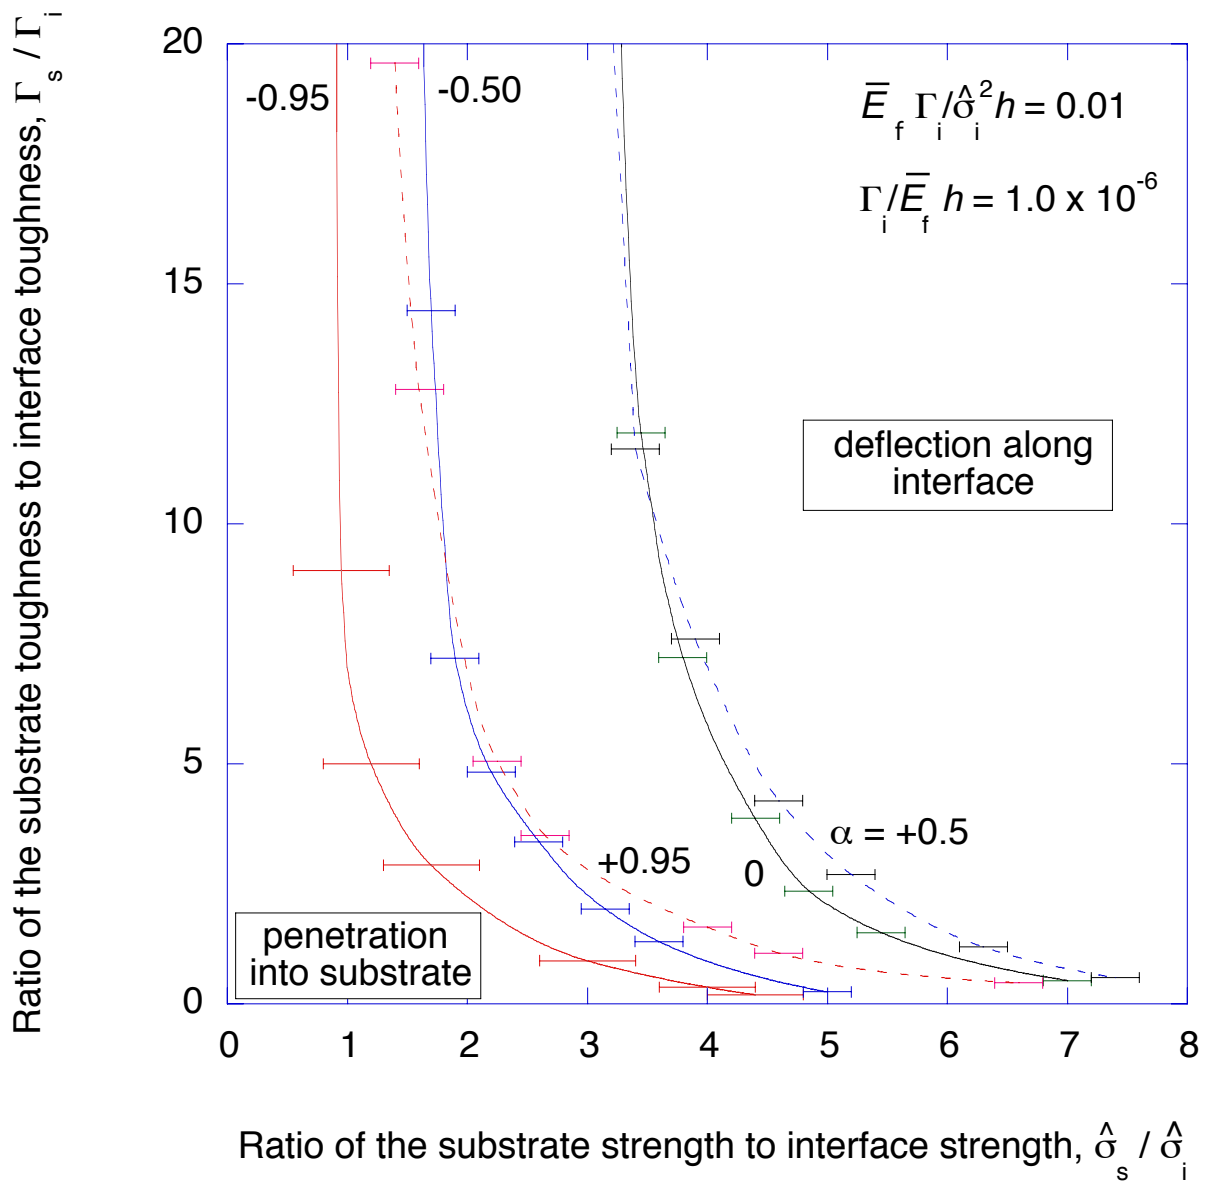 Ratio of the substrate toughness to interface toughness, Γs / Γi
20
15
10
5
0
-0.95
-0.50
E̅f Γi/σ̂i²h = 0.01
Γi/E̅f h = 1.0 x 10⁻⁶
deflection along
interface
α = +0.5
+0.95
0
penetration
into substrate
0 1 2 3 4 5 6 7 8
Ratio of the substrate strength to interface strength, σ̂s / σ̂i